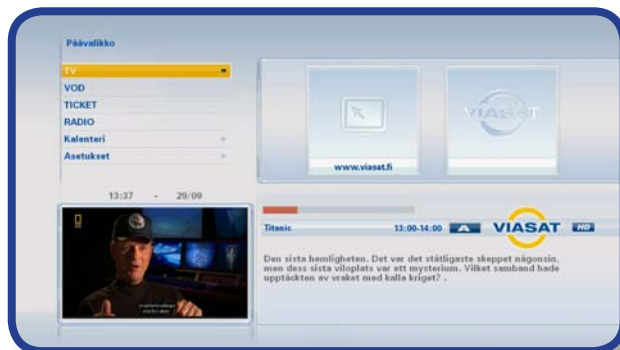 Päävalikko
TV
VOD
TICKET
RADIO
Kalenteri
Asetukset
VIASAT
www.viasat.fi
13:37 - 29/09
Titanic 13:00-14:00 A VIASAT HD
Den sista hemligheten. Det var det ståtligeste skeppet någonsin,
men dess sista viloplats var ett mysterium. Vilket samband hade
upptäckten av vraket med kalla kriget? .